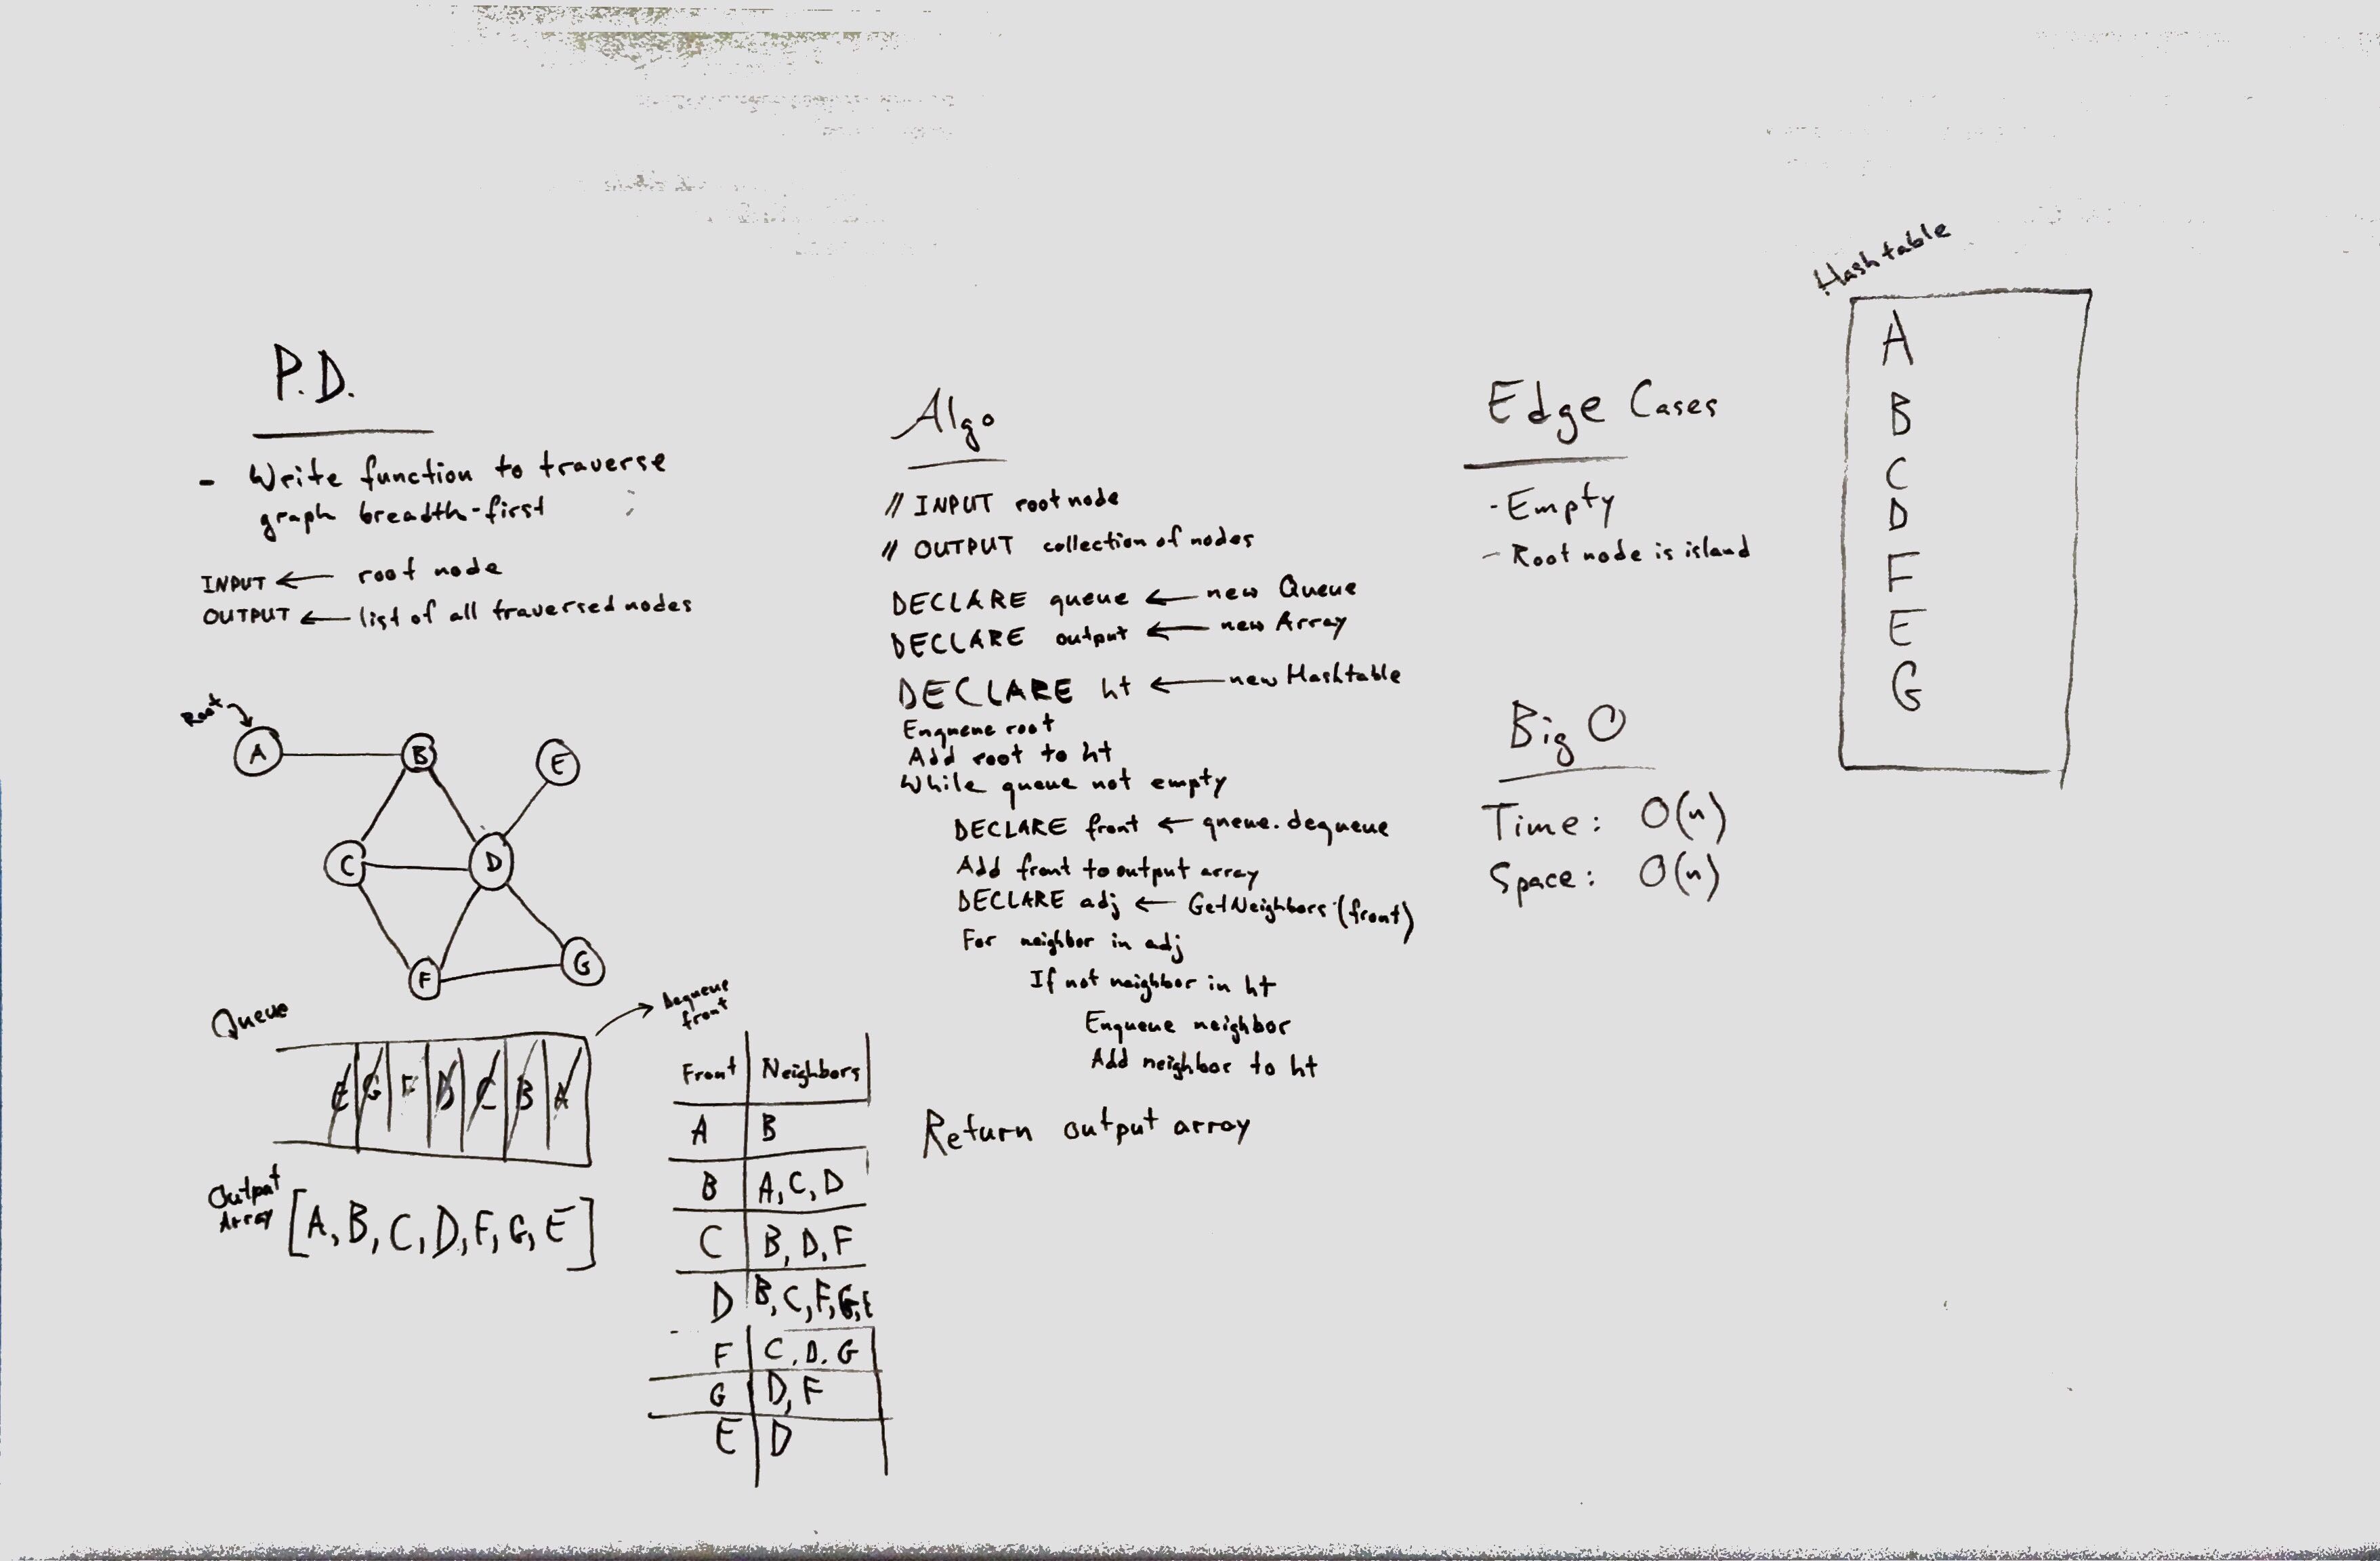 P.D.
- Write function to traverse
graph breadth-first
INPUT ← root node
OUTPUT ← list of all traversed nodes
Root
A
B
E
C
D
F
G
Queue
Dequeue
front
E G F D C B A
Output
Array
[A, B, C, D, F, G, E]
Front Neighbors
A B
B A, C, D
C B, D, F
D B, C, F, G, E
F C, D, G
G D, F
E D
Algo
// INPUT root node
// OUTPUT collection of nodes
DECLARE queue ← new Queue
DECLARE output ← new Array
DECLARE ht ← new Hashtable
Enqueue root
Add root to ht
While queue not empty
DECLARE front ← queue.dequeue
Add front to output array
DECLARE adj ← GetNeighbors (front)
For neighbor in adj
If not neighbor in ht
Enqueue neighbor
Add neighbor to ht
Return output array
Edge Cases
- Empty
- Root node is island
Big O
Time: O(n)
Space: O(n)
Hashtable
A
B
C
D
F
E
G